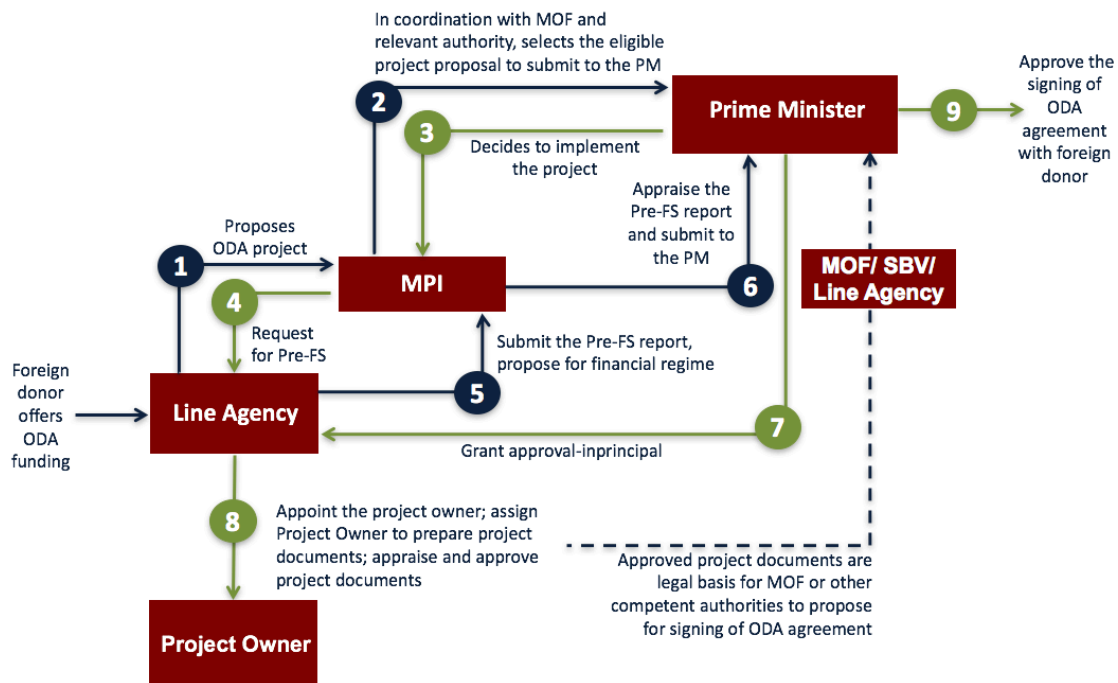 In coordination with MOF and
relevant authority, selects the eligible
project proposal to submit to the PM
2
Prime Minister
9
Approve the
signing of
ODA
agreement
with foreign
donor
3
Decides to implement
the project
Appraise the
Pre-FS report
and submit to
the PM
Proposes
ODA project
1
MPI
6
MOF/ SBV/
Line Agency
4
Request
for Pre-FS
Submit the Pre-FS report,
propose for financial regime
5
Foreign
donor
offers
ODA
funding
Line Agency
7
Grant approval-inprincipal
8
Appoint the project owner; assign
Project Owner to prepare project
documents; appraise and approve
project documents
Approved project documents are
legal basis for MOF or other
competent authorities to propose
for signing of ODA agreement
Project Owner